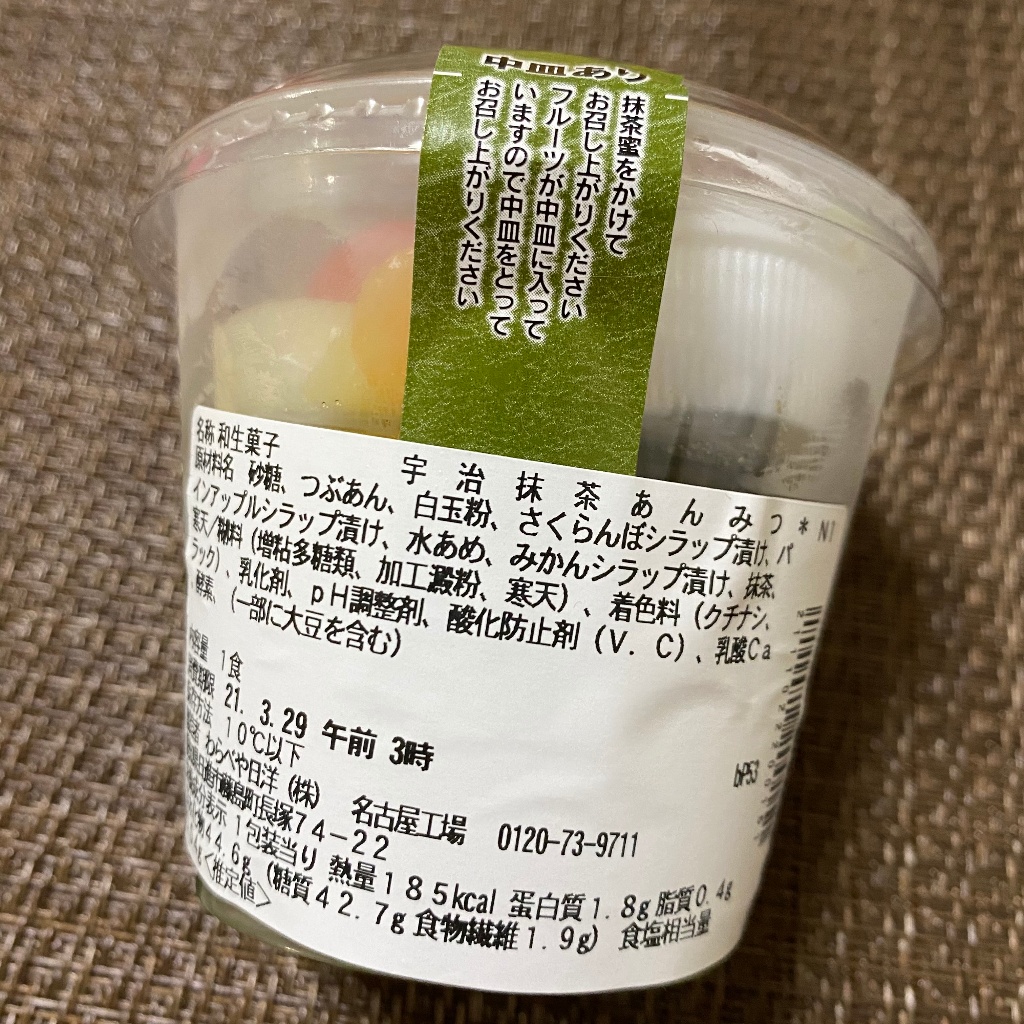 中皿あり
抹茶蜜をかけて
お召し上がりください
フルーツが中皿に入って
いますので中皿をとって
お召し上がりください
名称 和生菓子
宇治抹茶あんみつ＊N1
原材料名 砂糖、つぶあん、白玉粉、さくらんぼシラップ漬け、パ
インアップルシラップ漬け、水あめ、みかんシラップ漬け、抹茶、
寒天／糊料（増粘多糖類、加工澱粉、寒天）、着色料（クチナシ、
ラック）、乳化剤、pH調整剤、酸化防止剤（V．C）、乳酸Ca
、酵素、（一部に大豆を含む）
1食
21. 3.29 午前 3時
10℃以下
わらべや日洋（株） 名古屋工場 0120-73-9711
長塚74-22
表示 1包装当り 熱量185kcal 蛋白質1.8g 脂質0.4g
44.6g（糖質42.7g 食物繊維1.9g） 食塩相当量
＜推定値＞
bP53